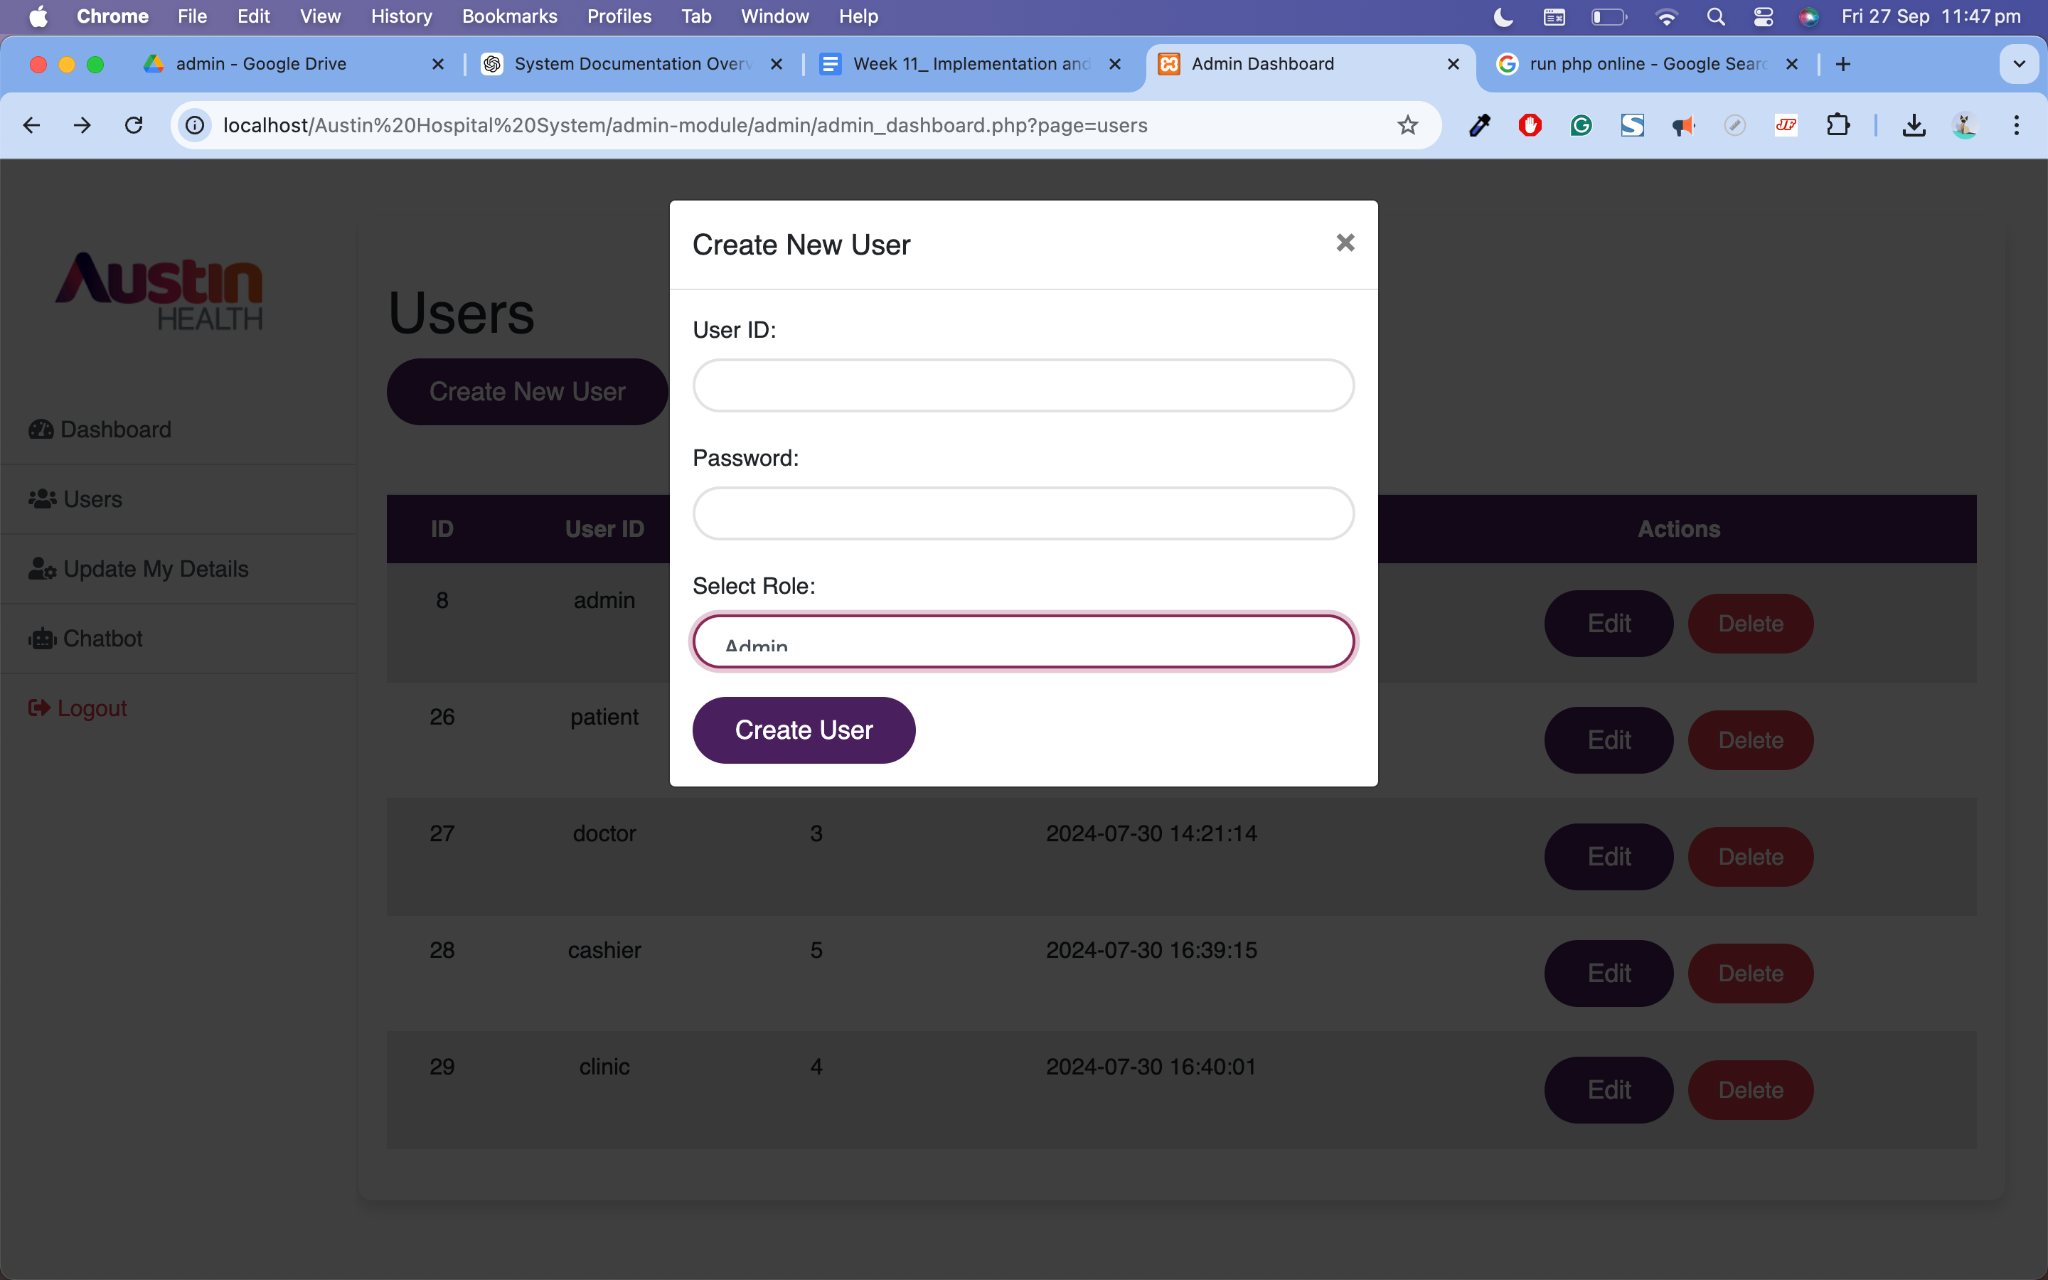 Chrome File Edit View History Bookmarks Profiles Tab Window Help Fri 27 Sep 11:47 pm
admin - Google Drive System Documentation Overv Week 11_ Implementation and Admin Dashboard run php online - Google Searc
localhost/Austin%20Hospital%20System/admin-module/admin/admin_dashboard.php?page=users
Austin
HEALTH
Dashboard
Users
Update My Details
Chatbot
Logout
Users
Create New User
ID User ID Actions
8 admin Edit Delete
26 patient Edit Delete
27 doctor 3 2024-07-30 14:21:14 Edit Delete
28 cashier 5 2024-07-30 16:39:15 Edit Delete
29 clinic 4 2024-07-30 16:40:01 Edit Delete
Create New User
User ID:
Password:
Select Role:
Admin
Create User